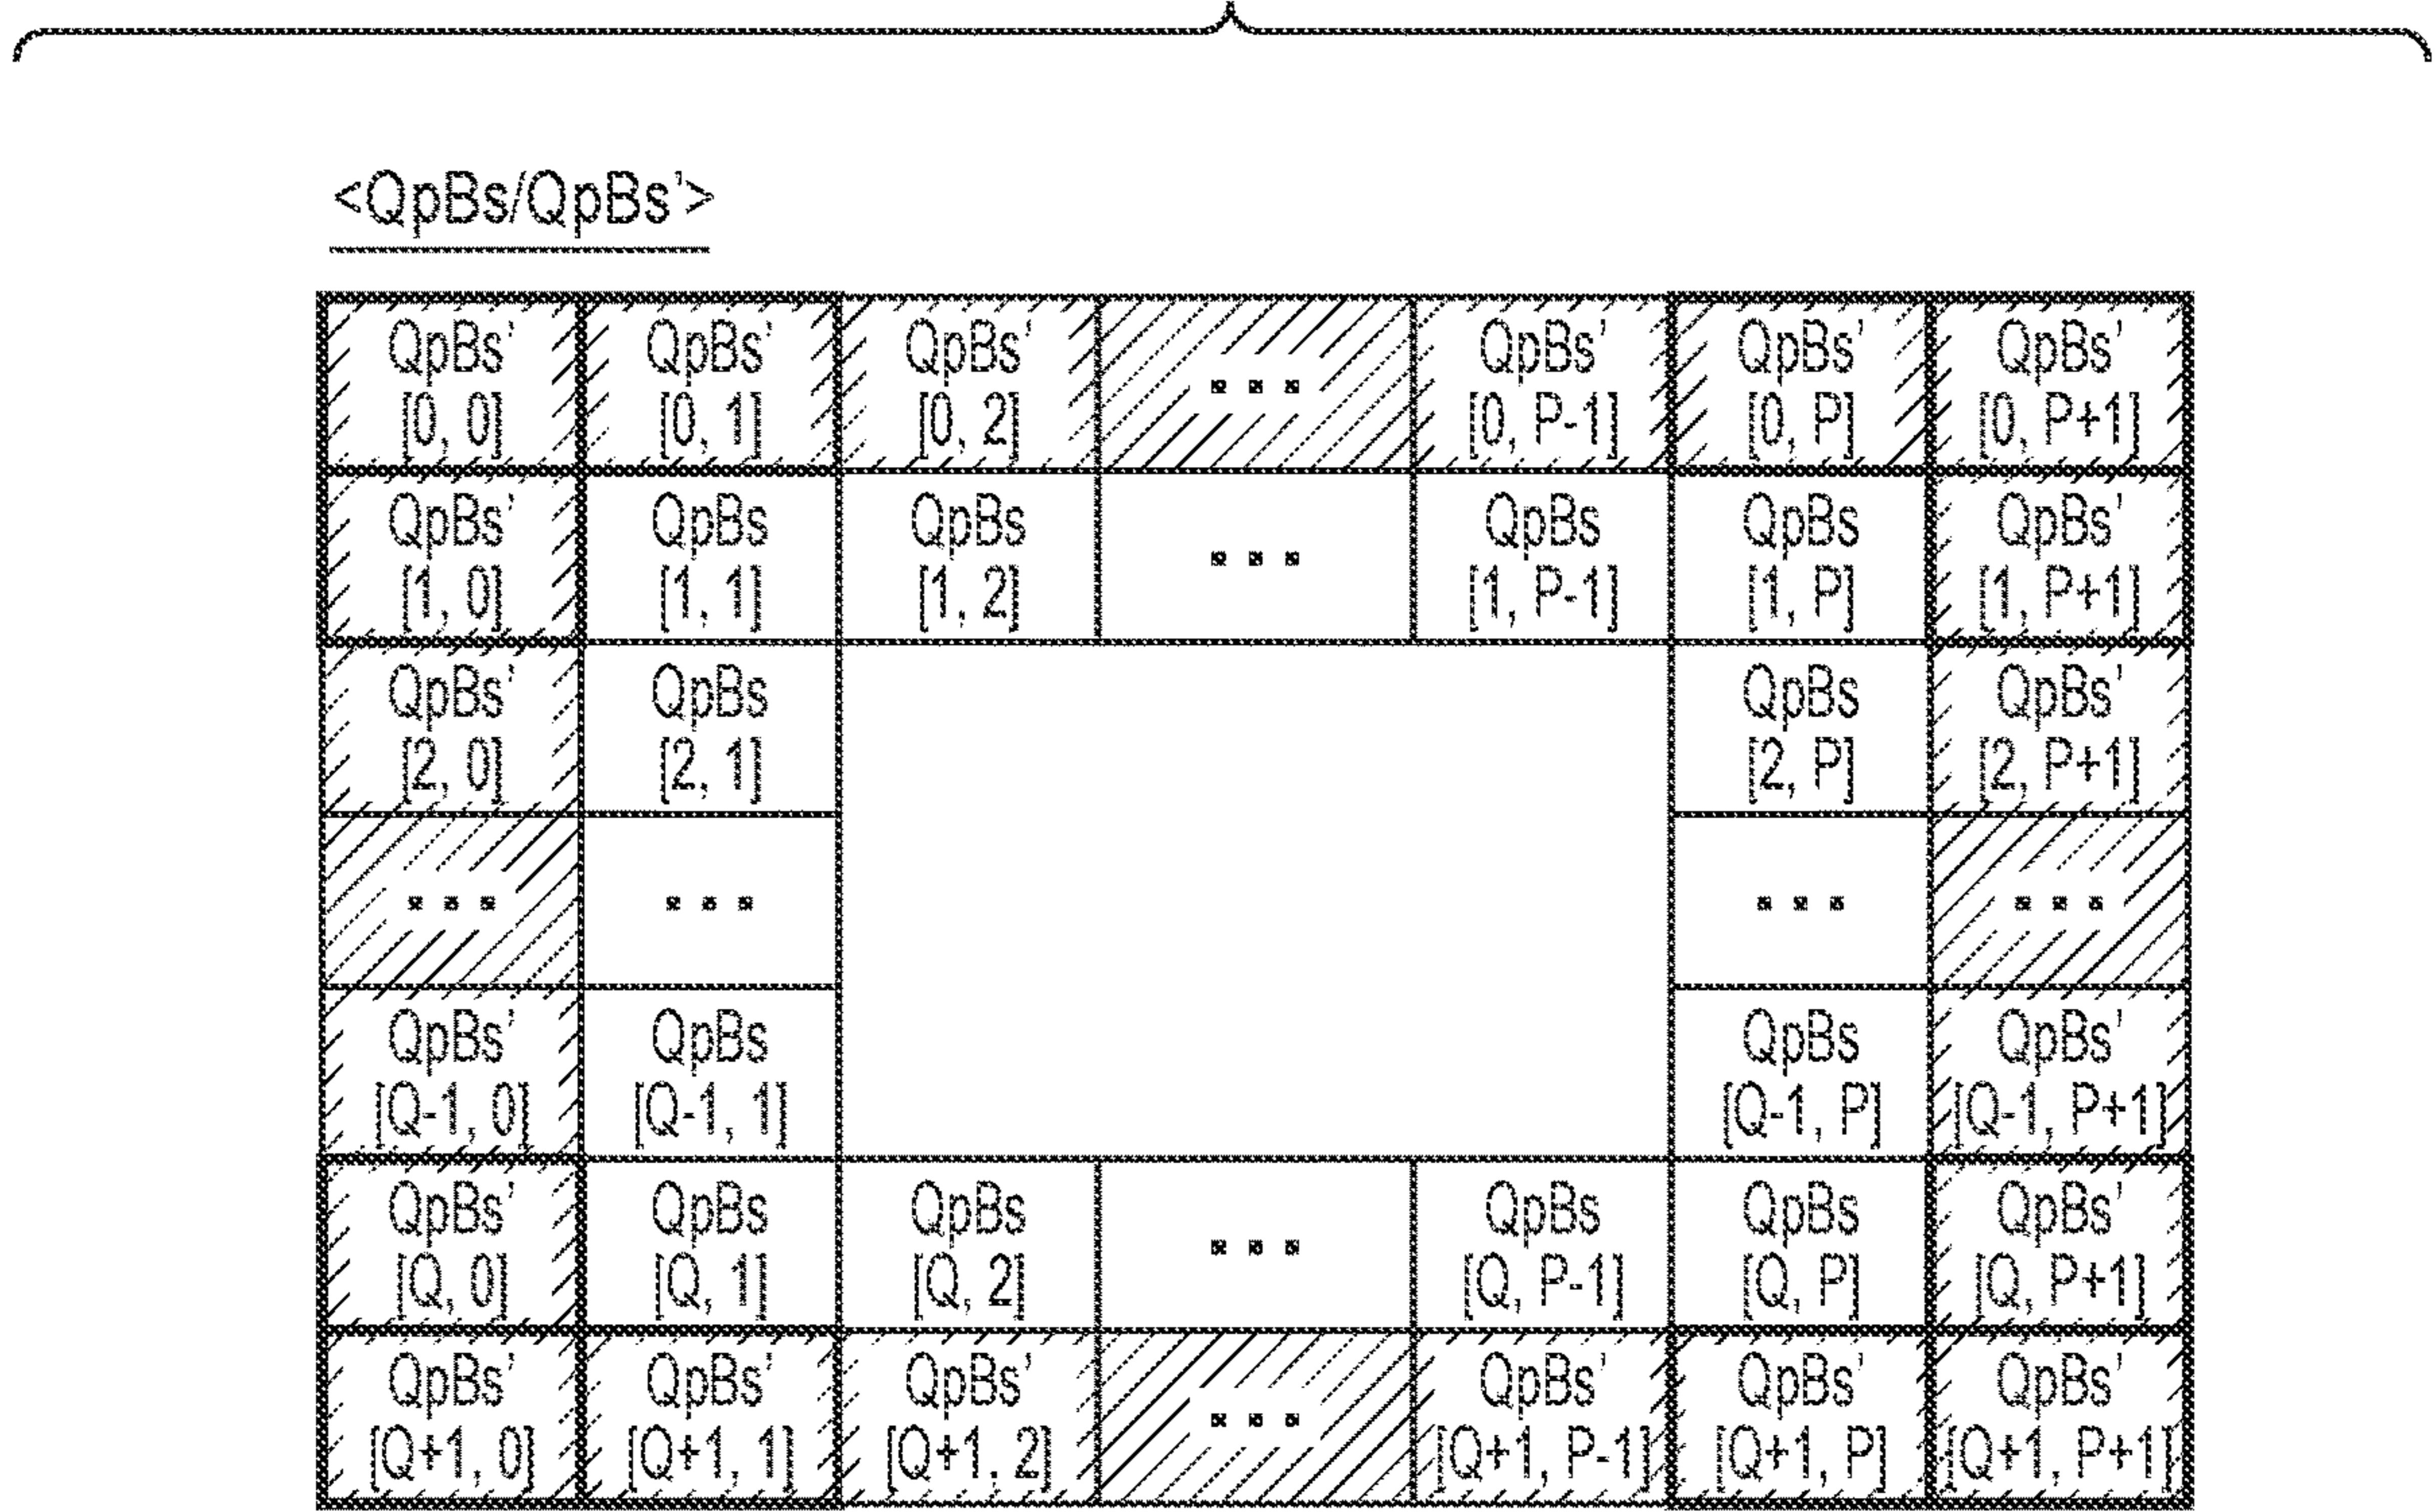 <QpBs/QpBs'>
QpBs' QpBs' QpBs' ... QpBs' QpBs' QpBs'
[0, 0] [0, 1] [0, 2] [0, P-1] [0, P] [0, P+1]
QpBs' QpBs QpBs ... QpBs QpBs QpBs'
[1, 0] [1, 1] [1, 2] [1, P-1] [1, P] [1, P+1]
QpBs' QpBs QpBs QpBs'
[2, 0] [2, 1] [2, P] [2, P+1]
... ... ... ...
QpBs' QpBs QpBs QpBs'
[Q-1, 0] [Q-1, 1] [Q-1, P] [Q-1, P+1]
QpBs' QpBs QpBs ... QpBs QpBs QpBs'
[Q, 0] [Q, 1] [Q, 2] [Q, P-1] [Q, P] [Q, P+1]
QpBs' QpBs' QpBs' ... QpBs' QpBs' QpBs'
[Q+1, 0] [Q+1, 1] [Q+1, 2] [Q+1, P-1] [Q+1, P] [Q+1, P+1]